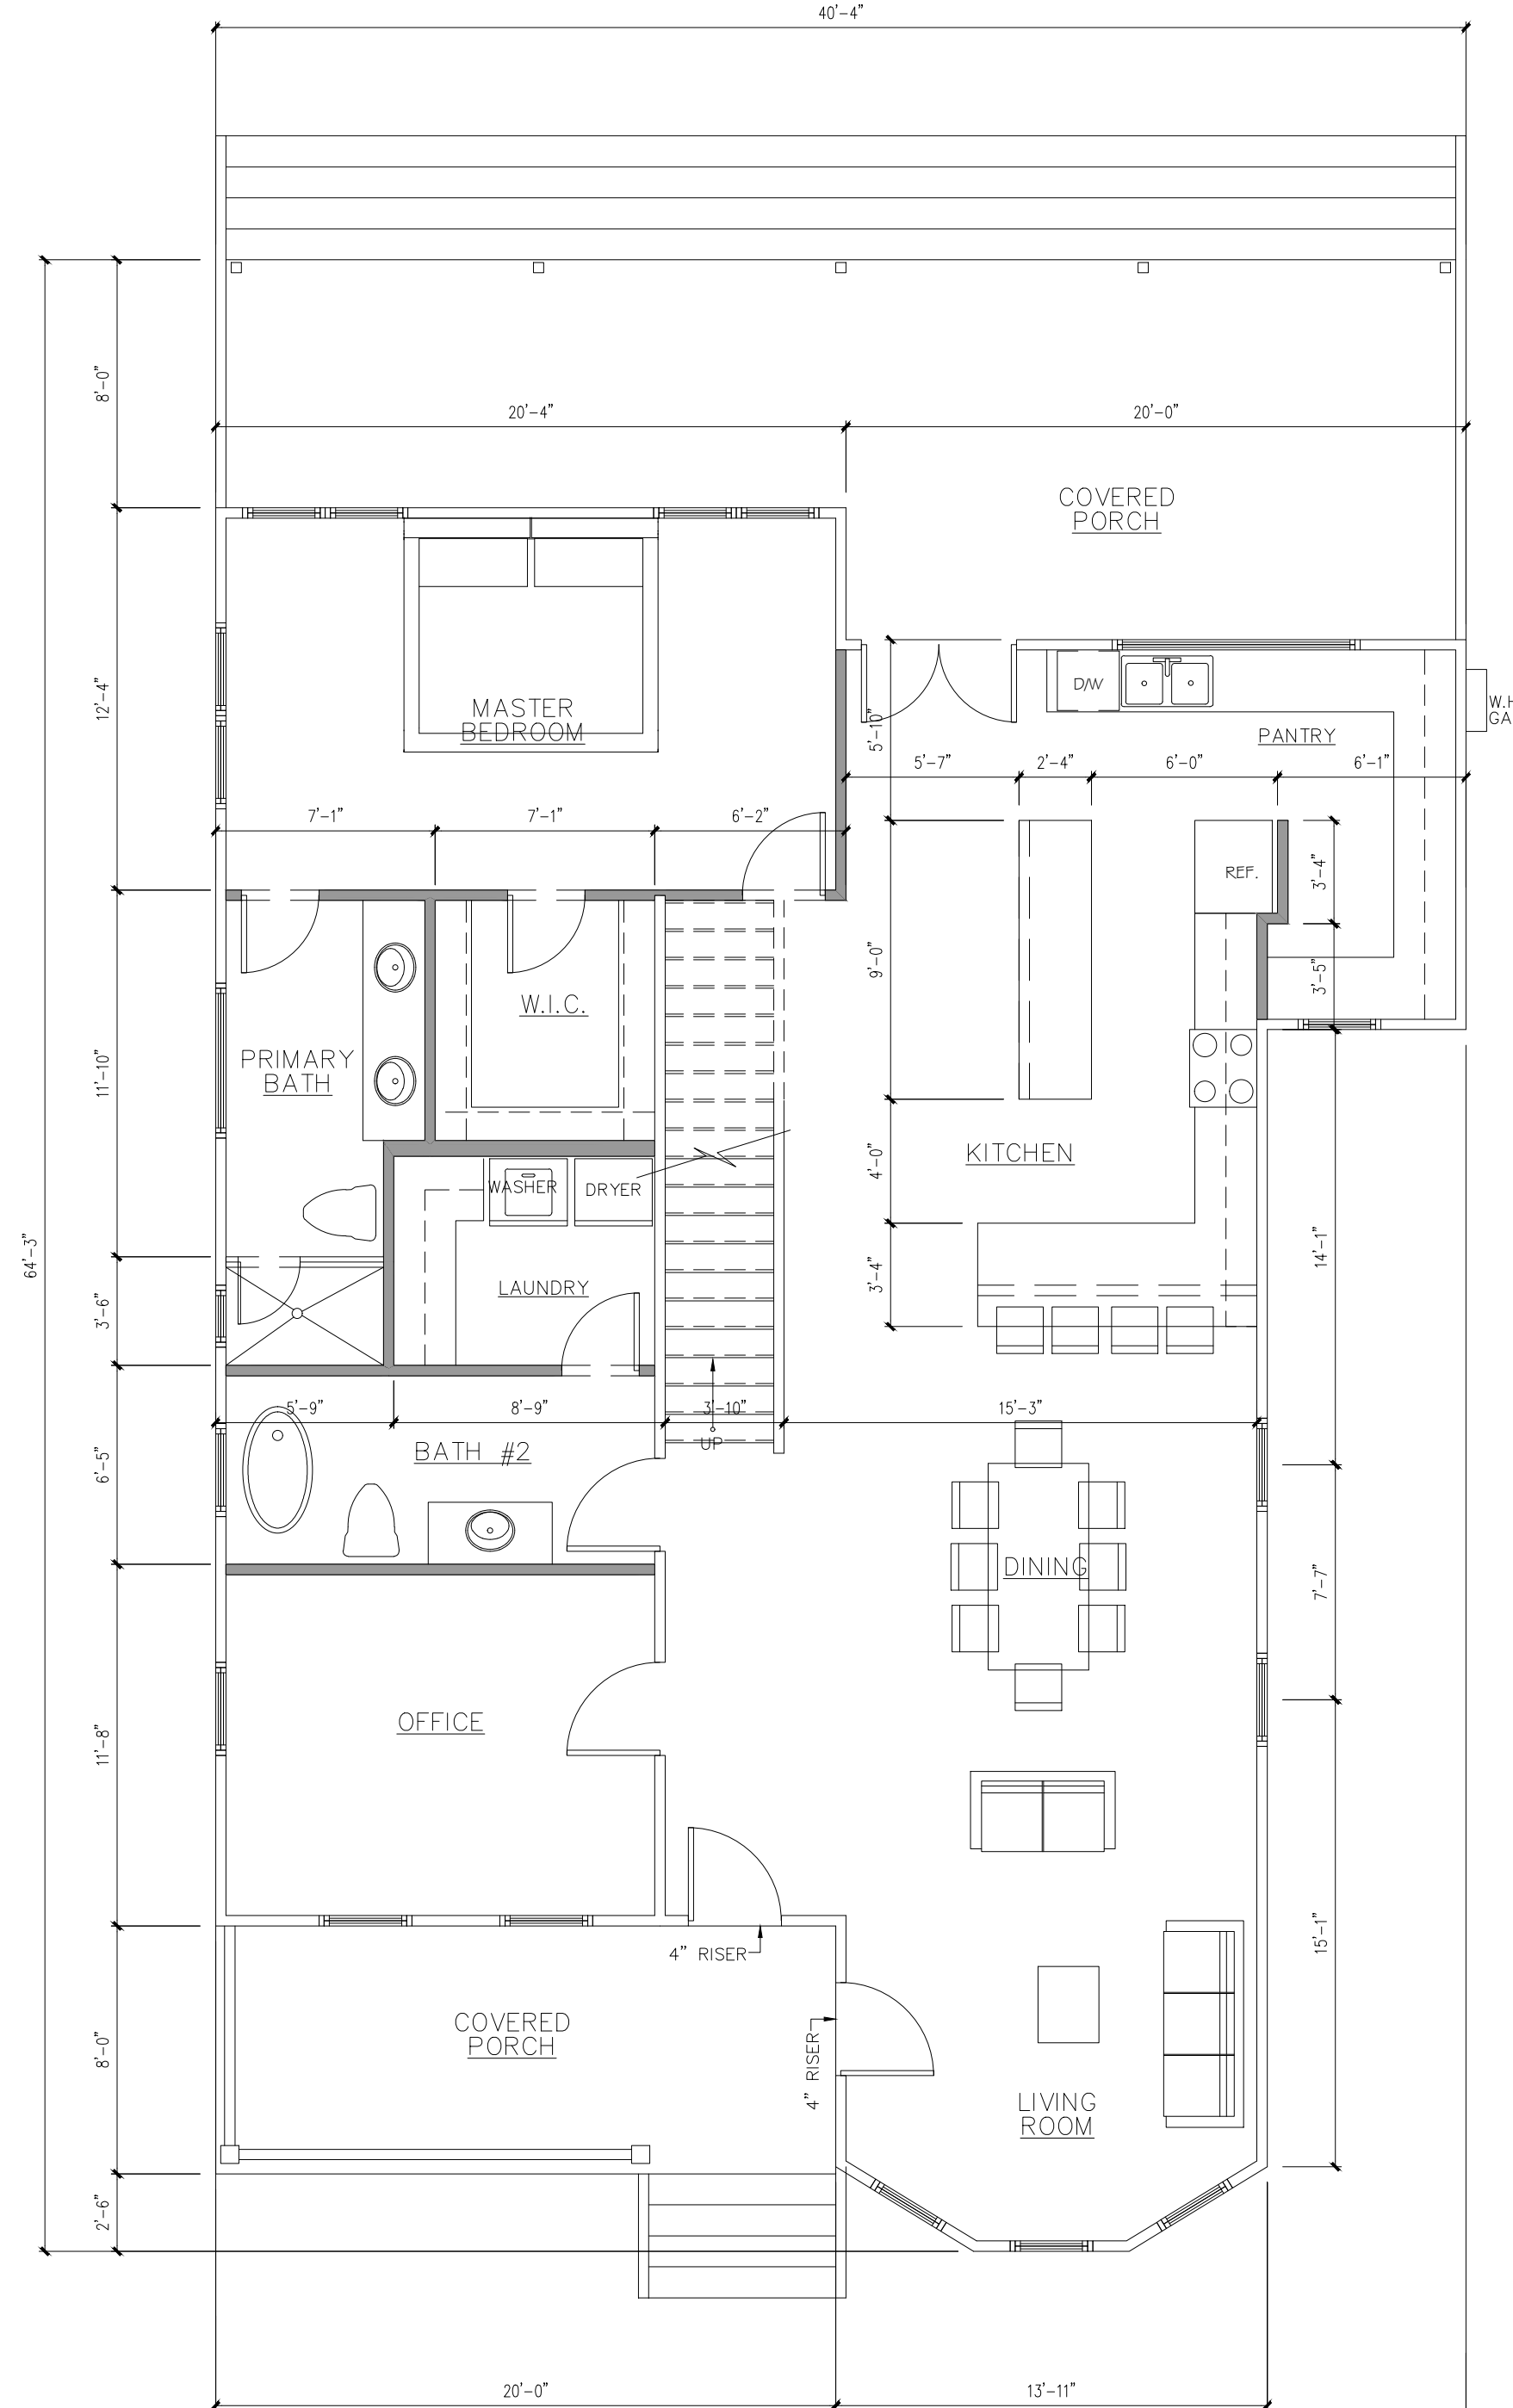 40'-4"
8'-0"
20'-4"
20'-0"
COVERED
PORCH
12'-4"
MASTER
BEDROOM
D/W
W.H
GA
PANTRY
5'-10"
5'-7"
2'-4"
6'-0"
6'-1"
7'-1"
7'-1"
6'-2"
REF.
3'-4"
9'-0"
3'-5"
W.I.C.
PRIMARY
BATH
11'-10"
KITCHEN
4'-0"
WASHER
DRYER
64'-3"
14'-1"
LAUNDRY
3'-4"
3'-6"
5'-9"
8'-9"
3'-10"
15'-3"
UP
BATH #2
6'-5"
DINING
7'-7"
OFFICE
11'-8"
15'-1"
4" RISER
COVERED
PORCH
8'-0"
4" RISER
LIVING
ROOM
2'-6"
20'-0"
13'-11"